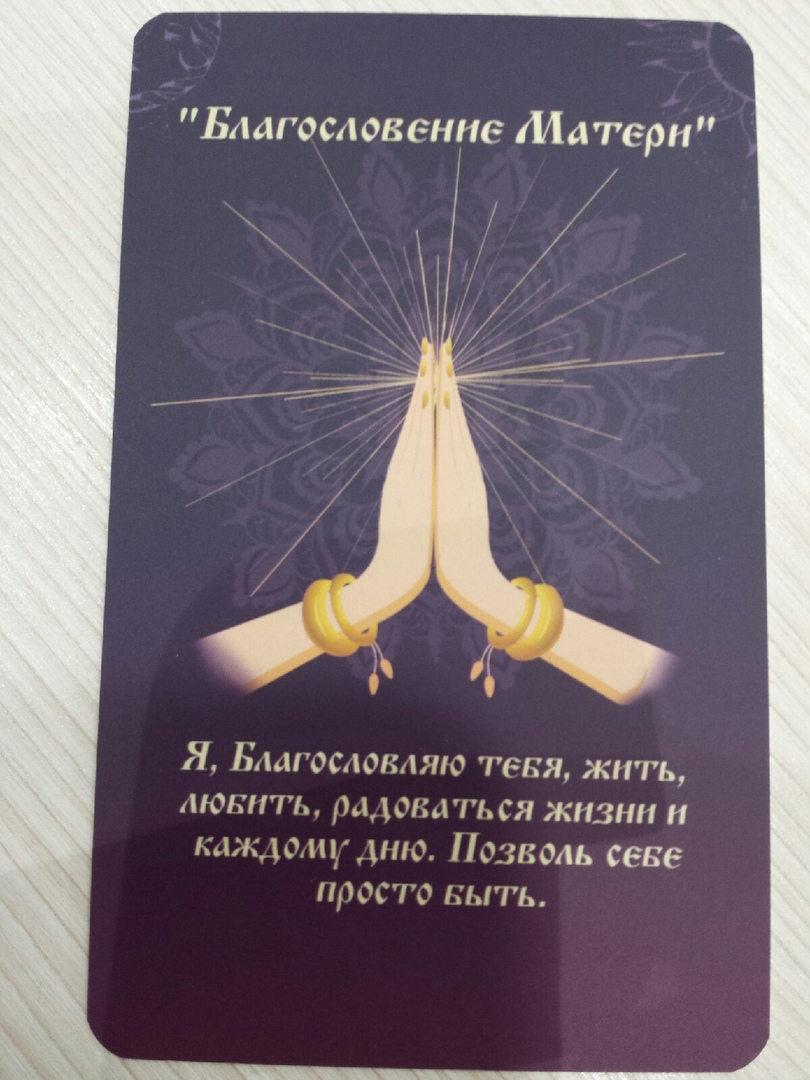 "Благословение Матери"
Я, Благословляю тебя, жить,
любить, радоваться жизни и
каждому дню. Позволь себе
просто быть.